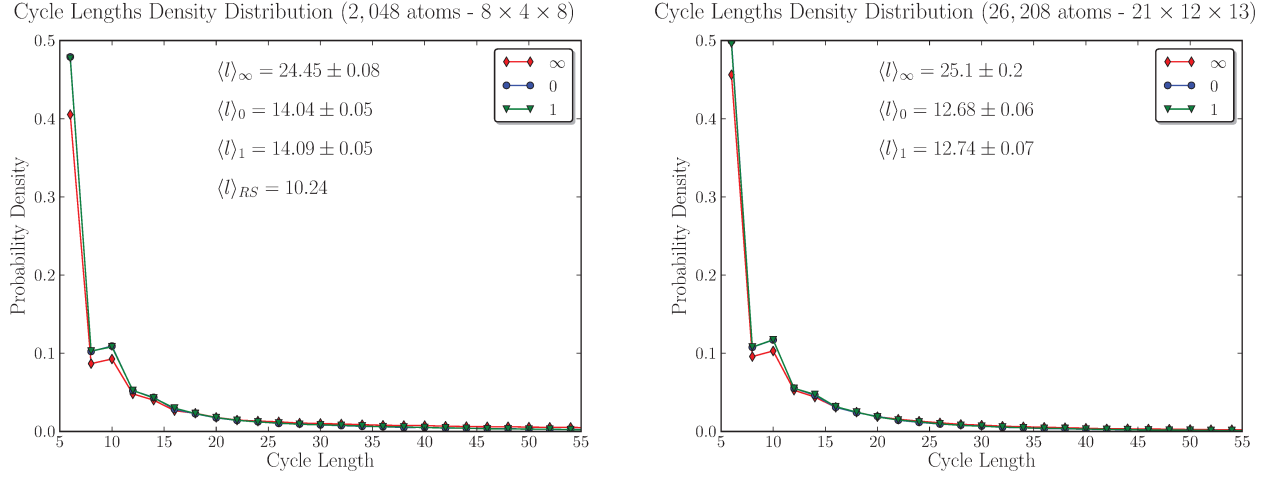 Cycle Lengths Density Distribution (2,048 atoms - 8 × 4 × 8)
0.5
0.4
0.3
0.2
0.1
0.0
Probability Density
⟨l⟩∞ = 24.45 ± 0.08
⟨l⟩0 = 14.04 ± 0.05
⟨l⟩1 = 14.09 ± 0.05
⟨l⟩RS = 10.24
∞
0
1
5 10 15 20 25 30 35 40 45 50 55
Cycle Length
Cycle Lengths Density Distribution (26,208 atoms - 21 × 12 × 13)
0.5
0.4
0.3
0.2
0.1
0.0
Probability Density
⟨l⟩∞ = 25.1 ± 0.2
⟨l⟩0 = 12.68 ± 0.06
⟨l⟩1 = 12.74 ± 0.07
∞
0
1
5 10 15 20 25 30 35 40 45 50 55
Cycle Length